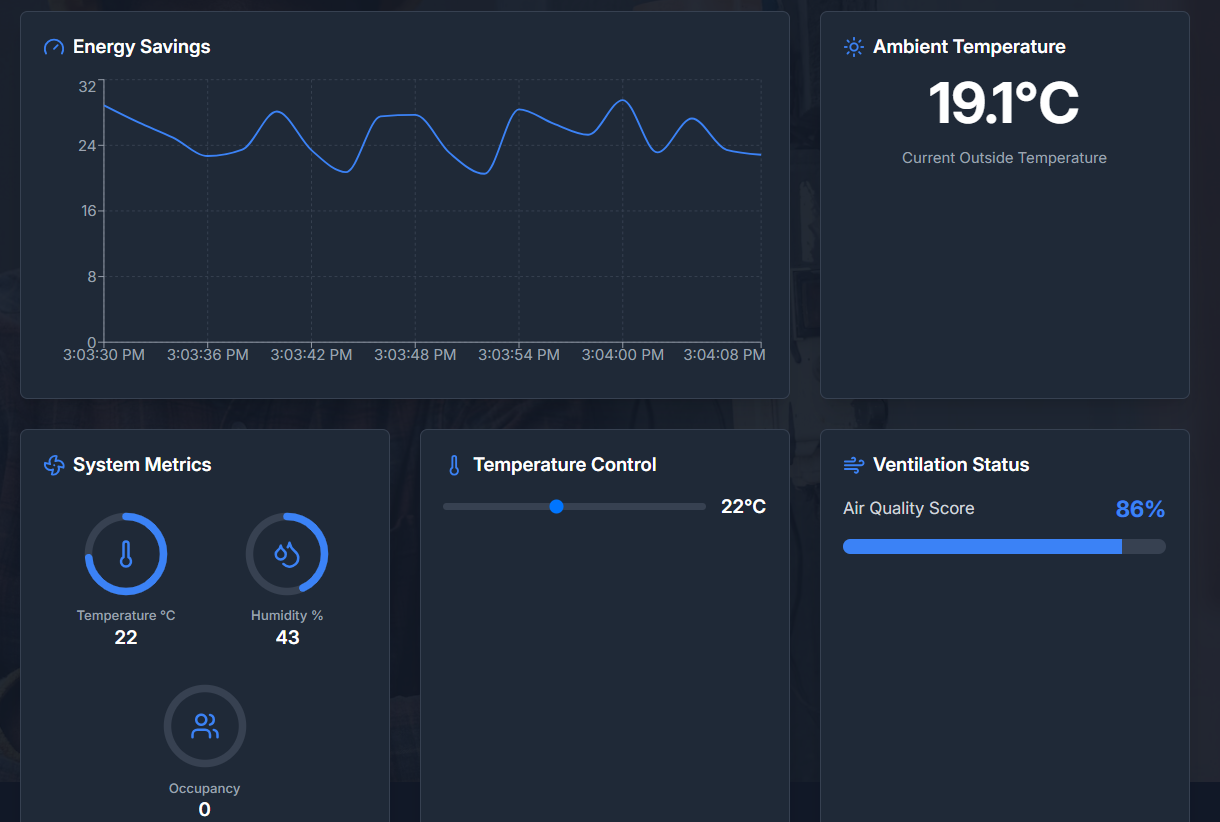 Energy Savings
32
24
16
8
0
3:03:30 PM 3:03:36 PM 3:03:42 PM 3:03:48 PM 3:03:54 PM 3:04:00 PM 3:04:08 PM
Ambient Temperature
19.1°C
Current Outside Temperature
System Metrics
Temperature °C
22
Humidity %
43
Occupancy
0
Temperature Control
22°C
Ventilation Status
Air Quality Score 86%